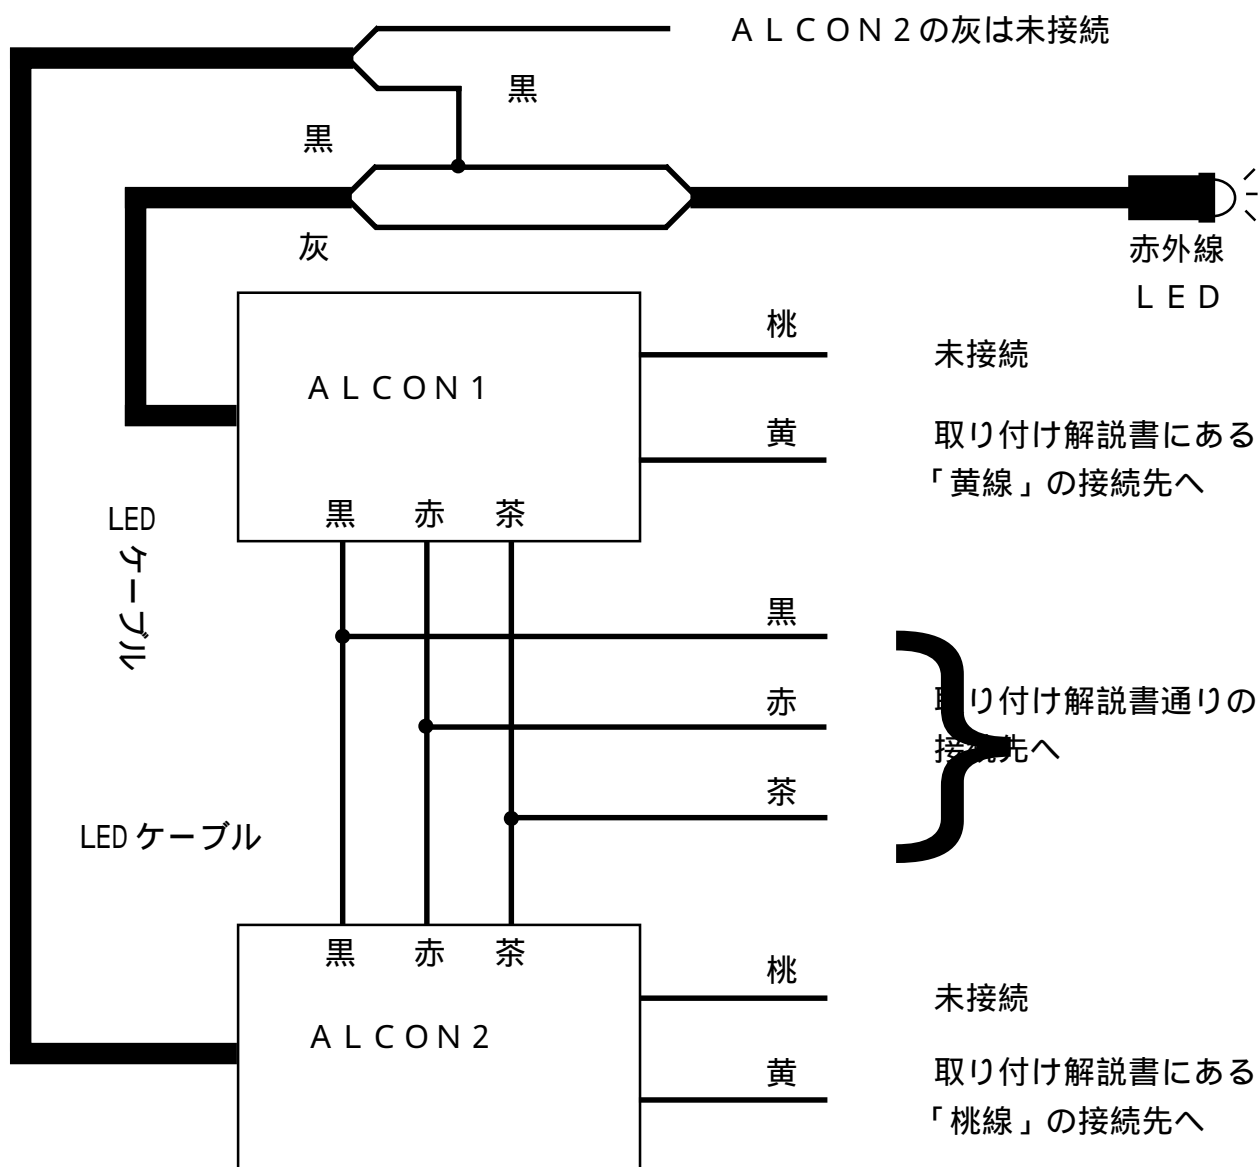 ＡＬＣＯＮ２の灰は未接続
黒
黒
灰
赤外線
ＬＥＤ
桃
未接続
ＡＬＣＯＮ１
黄
取り付け解説書にある
「黄線」の接続先へ
黒 赤 茶
LED
ケーブル
黒
赤
取り付け解説書通りの
接続先へ
茶
LEDケーブル
黒 赤 茶
桃
未接続
ＡＬＣＯＮ２
黄
取り付け解説書にある
「桃線」の接続先へ